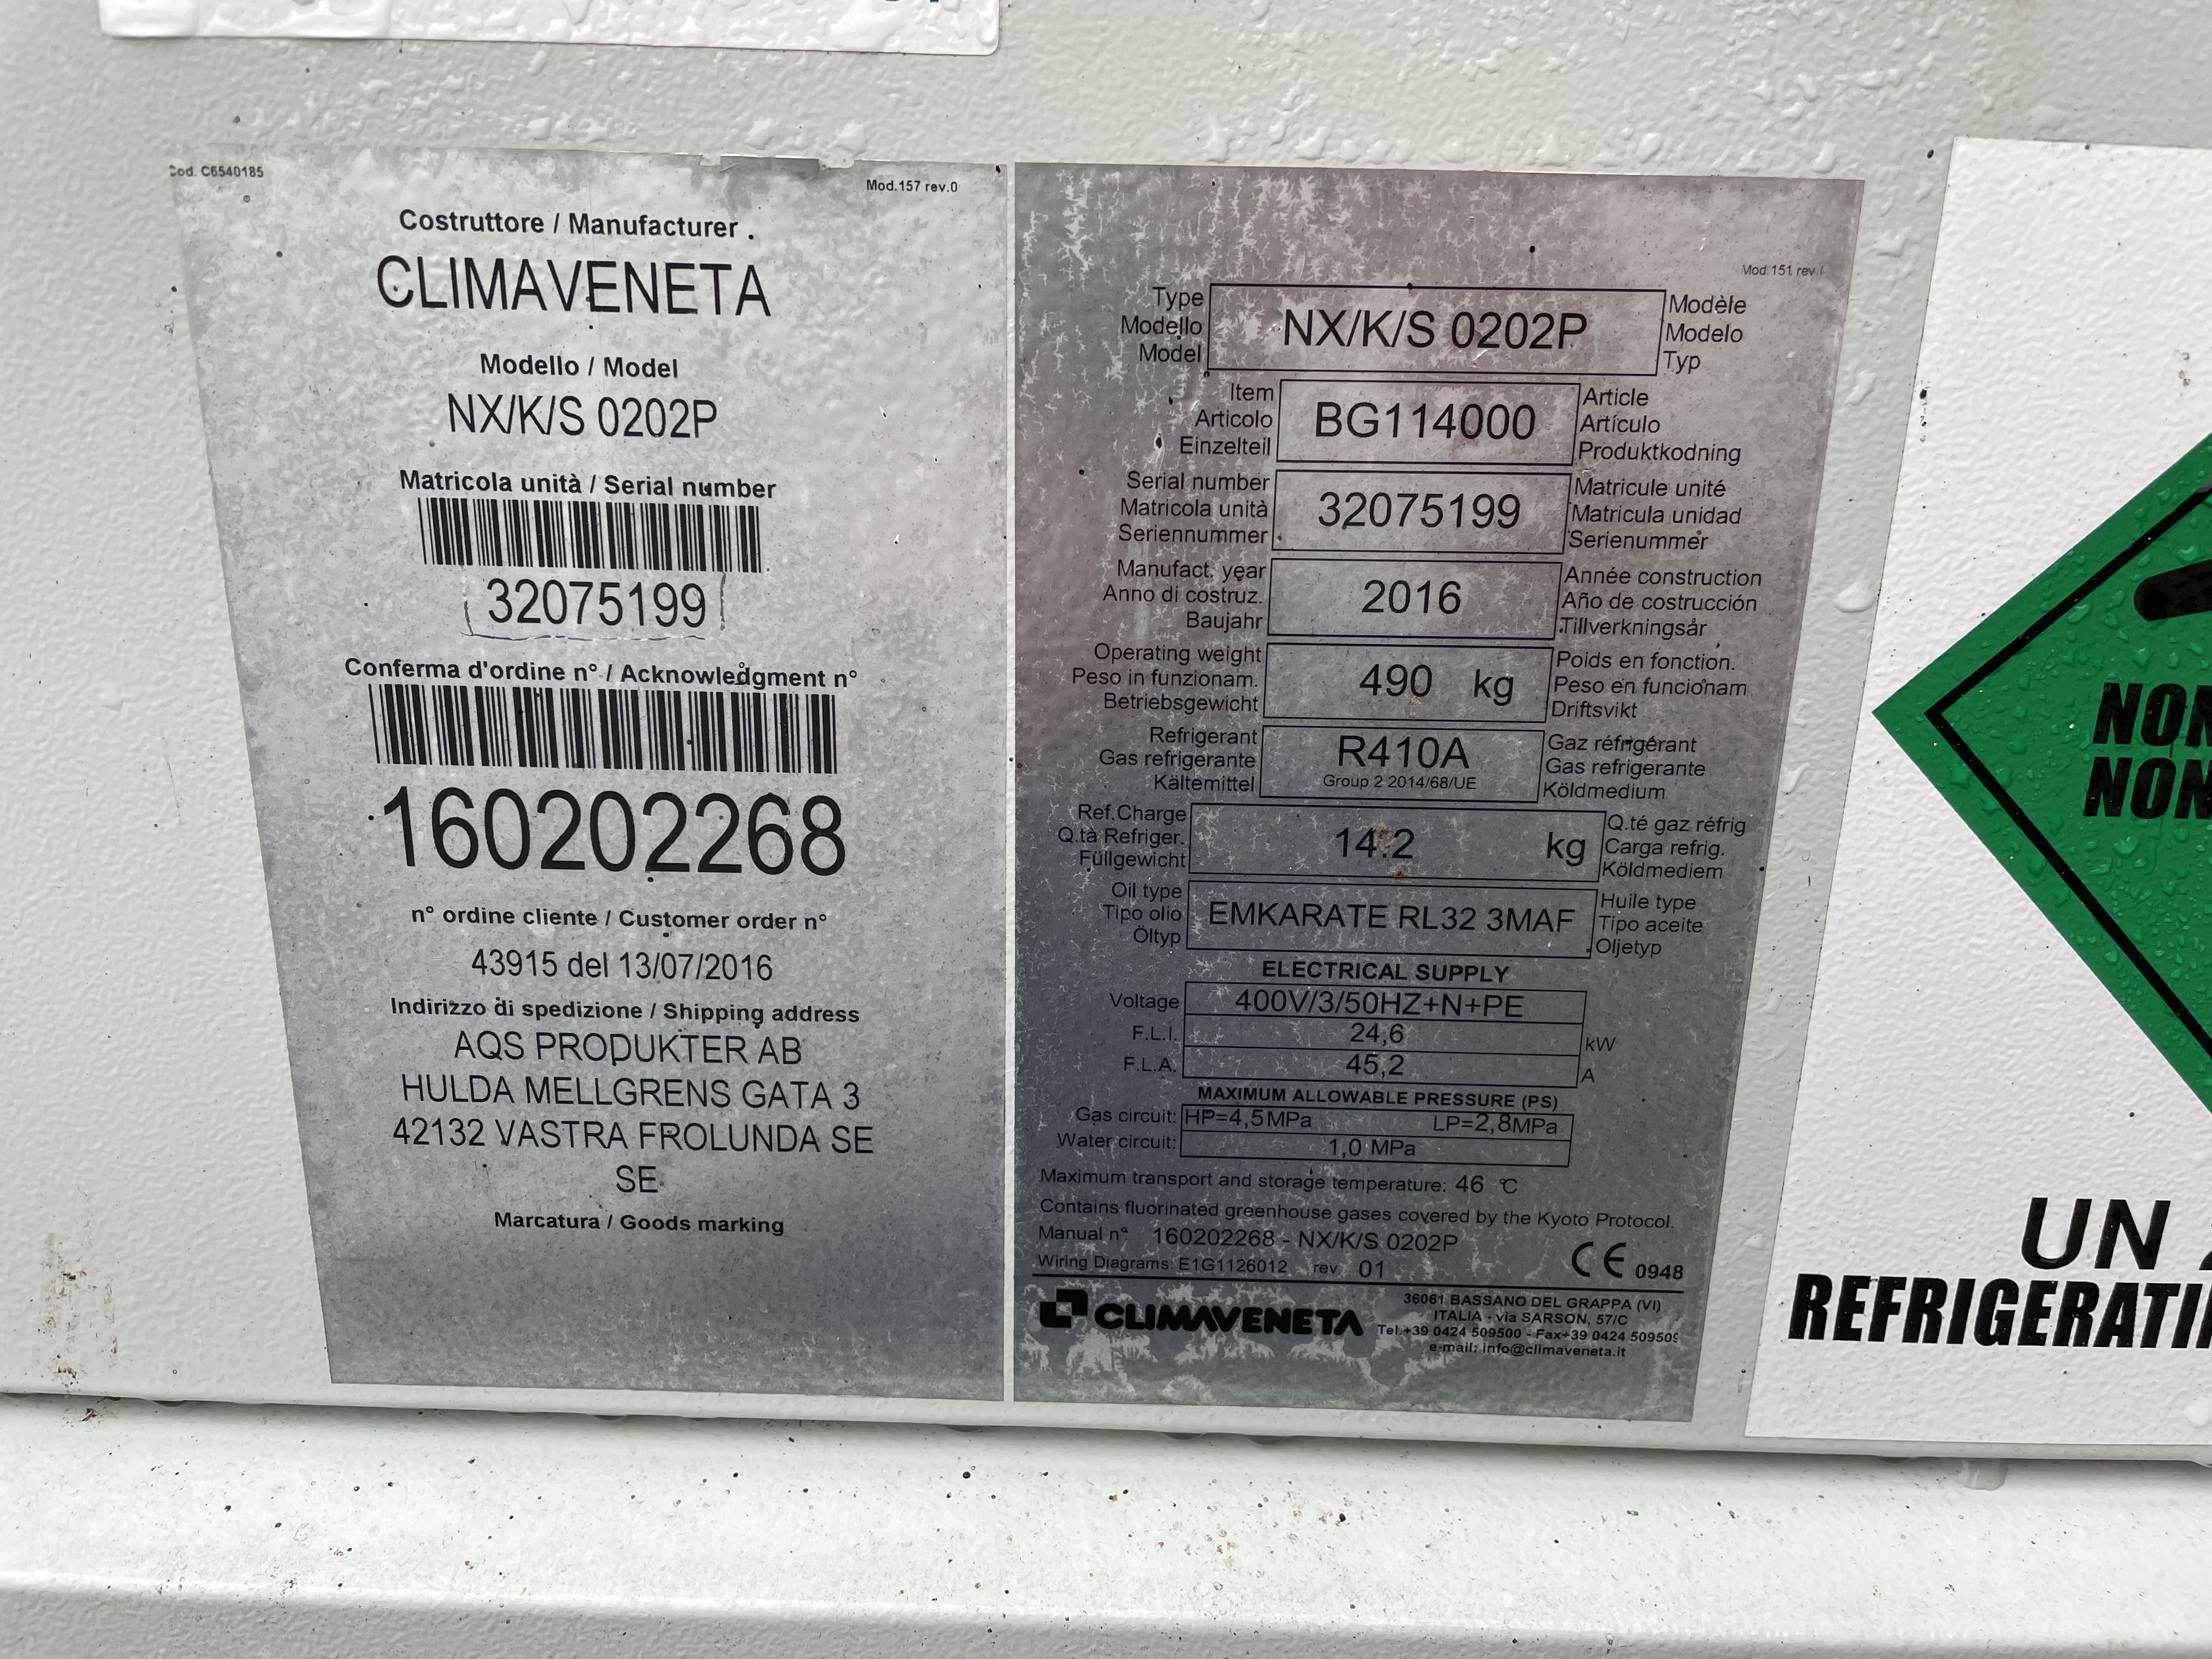 Cod. C6540185
Mod.157 rev.0
Costruttore / Manufacturer
CLIMAVENETA
Modello / Model
NX/K/S 0202P
Matricola unità / Serial number
32075199
Conferma d'ordine n° / Acknowledgment n°
160202268
n° ordine cliente / Customer order n°
43915 del 13/07/2016
Indirizzo di spedizione / Shipping address
AQS PRODUKTER AB
HULDA MELLGRENS GATA 3
42132 VASTRA FROLUNDA SE
SE
Marcatura / Goods marking
Mod.151 rev.
Type
Modello
Model
NX/K/S 0202P
Modèle
Modelo
Typ
Item
Articolo
Einzelteil
BG114000
Article
Artículo
Produktkodning
Serial number
Matricola unità
Seriennummer
32075199
Matricule unité
Matricula unidad
Serienummer
Manufact. year
Anno di costruz.
Baujahr
2016
Année construction
Año de costrucción
Tillverkningsår
Operating weight
Peso in funzionam.
Betriebsgewicht
490 kg
Poids en fonction.
Peso en funcionam
Driftsvikt
Refrigerant
Gas refrigerante
Kältemittel
R410A
Group 2 2014/68/UE
Gaz réfrigérant
Gas refrigerante
Köldmedium
Ref.Charge
Q.tà Refriger.
Füllgewicht
14.2 kg
Q.té gaz réfrig
Carga refrig.
Köldmediem
Oil type
Tipo olio
Öltyp
EMKARATE RL32 3MAF
Huile type
Tipo aceite
Oljetyp
ELECTRICAL SUPPLY
Voltage 400V/3/50HZ+N+PE
F.L.I. 24,6 kW
F.L.A. 45,2 A
MAXIMUM ALLOWABLE PRESSURE (PS)
Gas circuit: HP=4,5MPa LP=2,8MPa
Water circuit: 1,0 MPa
Maximum transport and storage temperature: 46 °C
Contains fluorinated greenhouse gases covered by the Kyoto Protocol.
Manual n° 160202268 - NX/K/S 0202P
Wiring Diagrams E1G1126012 rev 01
CE 0948
CLIMAVENETA
36061 BASSANO DEL GRAPPA (VI)
ITALIA - via SARSON, 57/C
Tel.+39 0424 509500 - Fax+39 0424 509509
e-mail: info@climaveneta.it
NON
NON
UN
REFRIGERATI